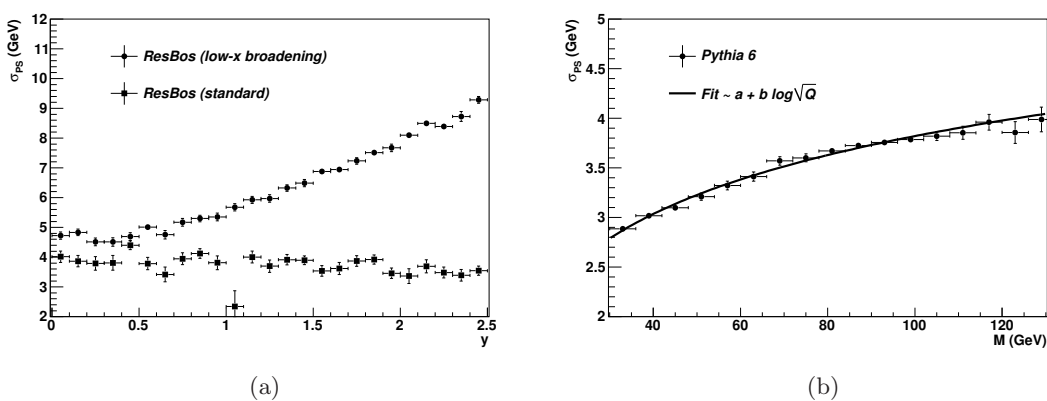 σPS (GeV)
12
11
10
9
8
7
6
5
4
3
2
ResBos (low-x broadening)
ResBos (standard)
0 0.5 1 1.5 2 2.5
y
(a)
σPS (GeV)
5
4.5
4
3.5
3
2.5
2
Pythia 6
Fit ~ a + b log√Q
40 60 80 100 120
M (GeV)
(b)